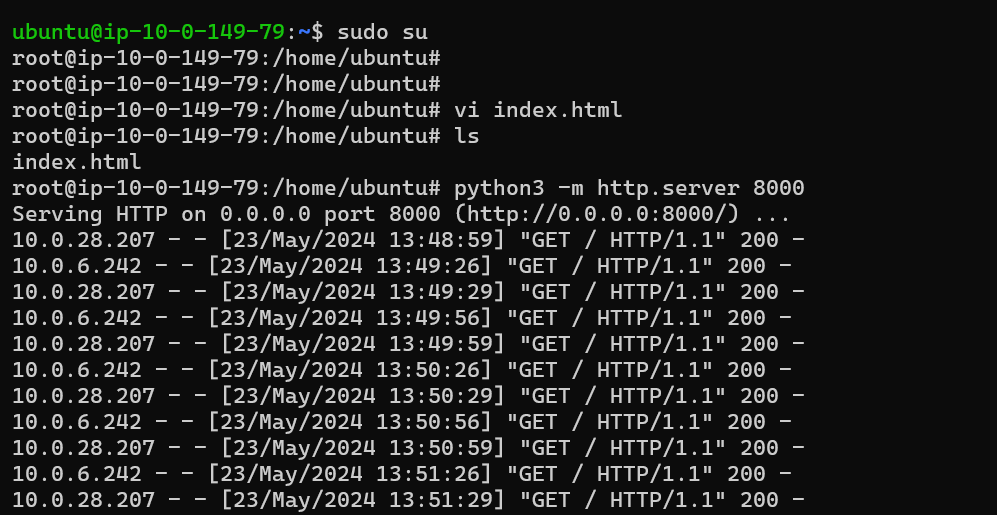 ubuntu@ip-10-0-149-79:~$ sudo su
root@ip-10-0-149-79:/home/ubuntu#
root@ip-10-0-149-79:/home/ubuntu#
root@ip-10-0-149-79:/home/ubuntu# vi index.html
root@ip-10-0-149-79:/home/ubuntu# ls
index.html
root@ip-10-0-149-79:/home/ubuntu# python3 -m http.server 8000
Serving HTTP on 0.0.0.0 port 8000 (http://0.0.0.0:8000/) ...
10.0.28.207 - - [23/May/2024 13:48:59] "GET / HTTP/1.1" 200 -
10.0.6.242 - - [23/May/2024 13:49:26] "GET / HTTP/1.1" 200 -
10.0.28.207 - - [23/May/2024 13:49:29] "GET / HTTP/1.1" 200 -
10.0.6.242 - - [23/May/2024 13:49:56] "GET / HTTP/1.1" 200 -
10.0.28.207 - - [23/May/2024 13:49:59] "GET / HTTP/1.1" 200 -
10.0.6.242 - - [23/May/2024 13:50:26] "GET / HTTP/1.1" 200 -
10.0.28.207 - - [23/May/2024 13:50:29] "GET / HTTP/1.1" 200 -
10.0.6.242 - - [23/May/2024 13:50:56] "GET / HTTP/1.1" 200 -
10.0.28.207 - - [23/May/2024 13:50:59] "GET / HTTP/1.1" 200 -
10.0.6.242 - - [23/May/2024 13:51:26] "GET / HTTP/1.1" 200 -
10.0.28.207 - - [23/May/2024 13:51:29] "GET / HTTP/1.1" 200 -